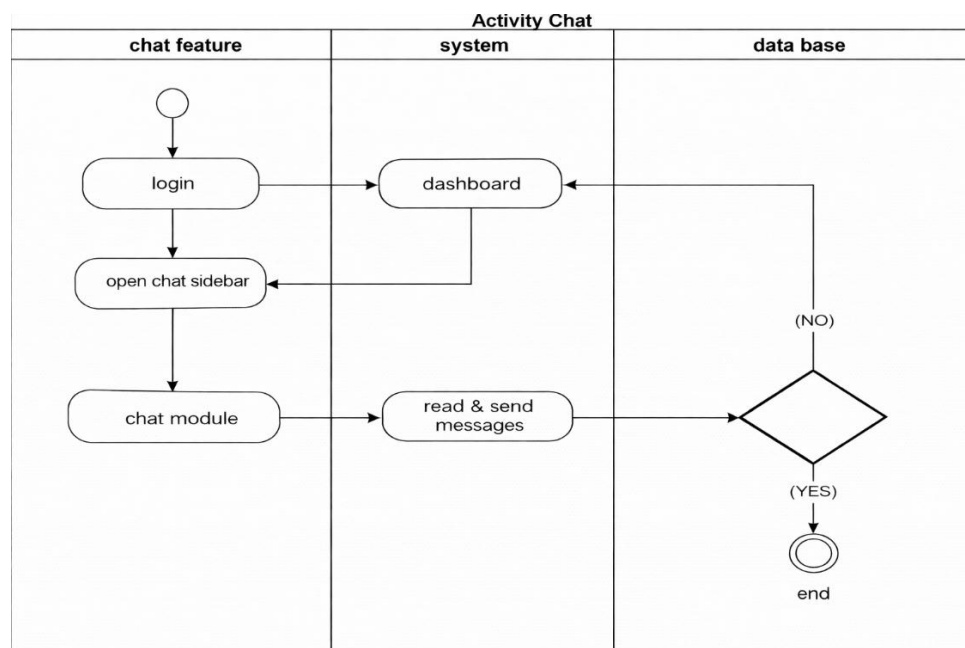 Activity Chat
chat feature
system
data base
login
dashboard
open chat sidebar
(NO)
chat module
read & send
messages
(YES)
end